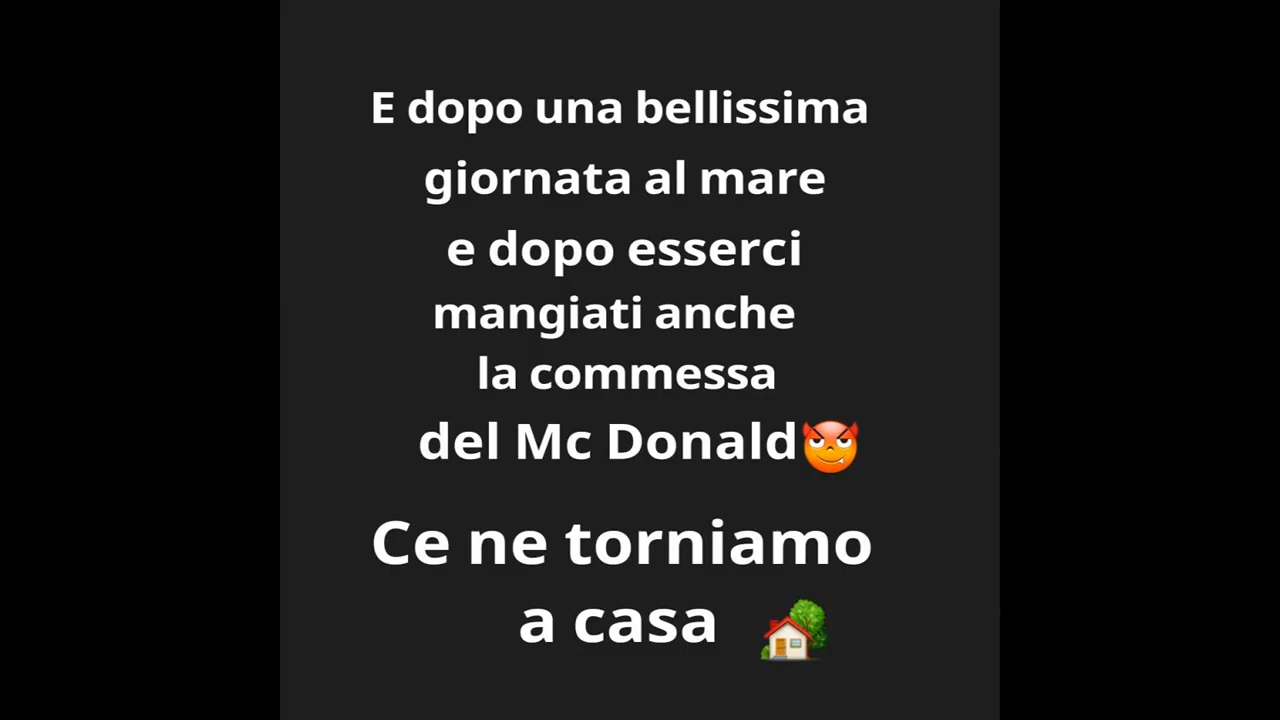 E dopo una bellissima
giornata al mare
e dopo esserci
mangiati anche
la commessa
del Mc Donald😈
Ce ne torniamo
a casa 🏡